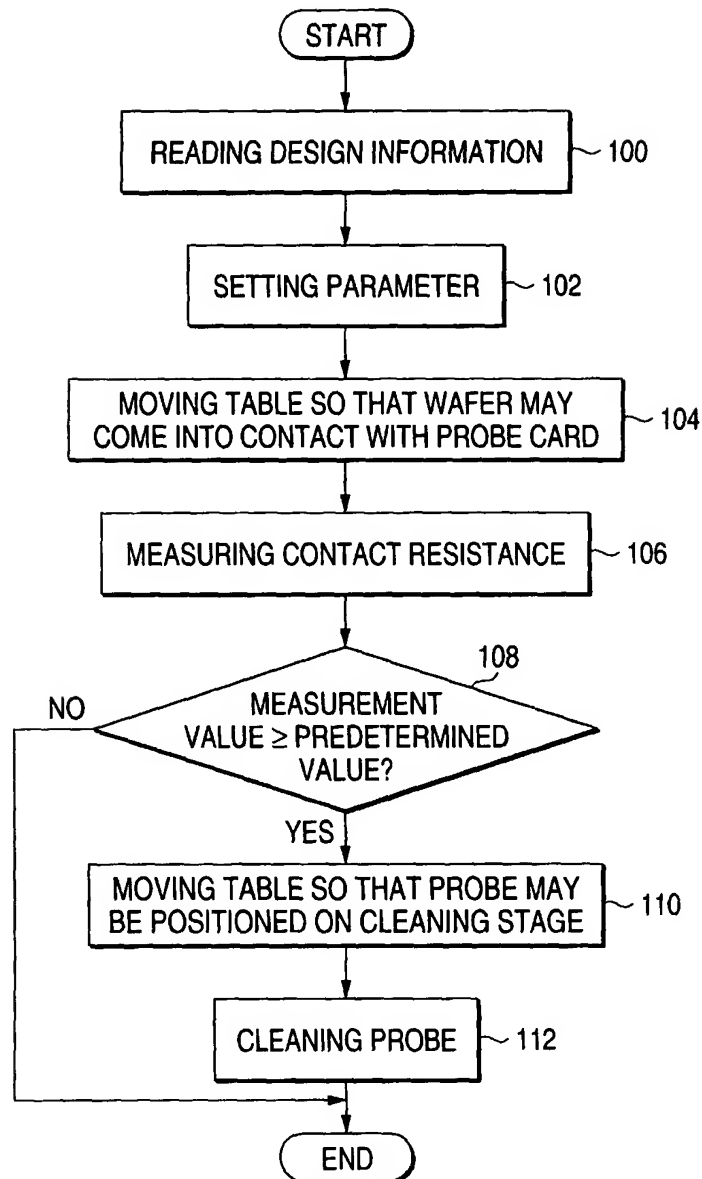 START
READING DESIGN INFORMATION
100
SETTING PARAMETER
102
MOVING TABLE SO THAT WAFER MAY
COME INTO CONTACT WITH PROBE CARD
104
MEASURING CONTACT RESISTANCE
106
108
NO
MEASUREMENT
VALUE ≥ PREDETERMINED
VALUE?
YES
MOVING TABLE SO THAT PROBE MAY
BE POSITIONED ON CLEANING STAGE
110
CLEANING PROBE
112
END